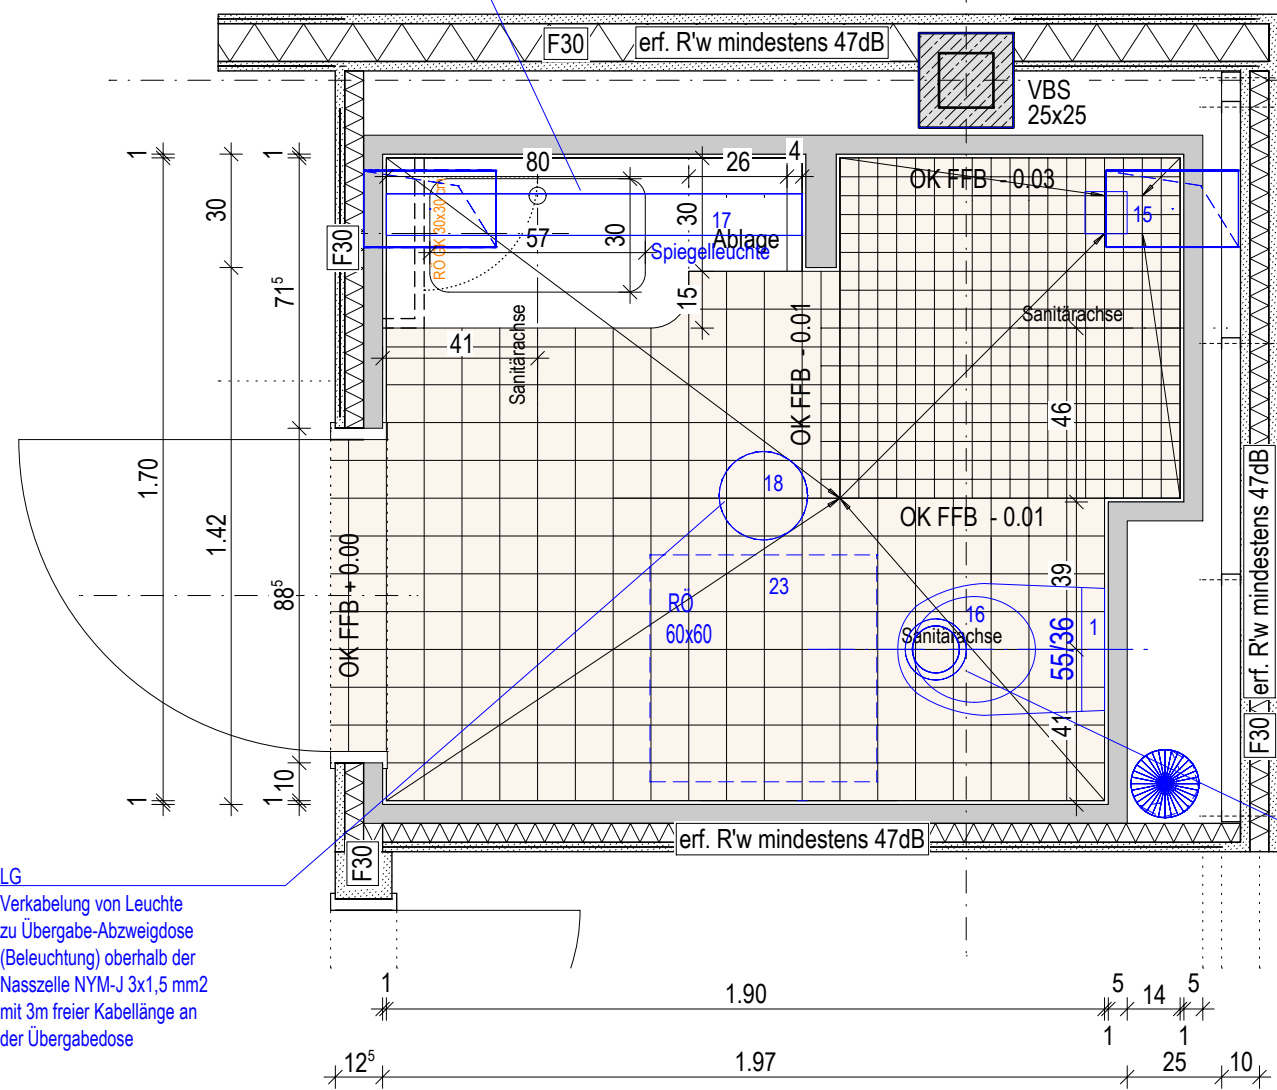 F30
erf. R'w mindestens 47dB
VBS
25x25
1
1
80
26
4
OK FFB - 0.03
30
F30
RÖ OK 30x30 cm
57
30
30
17
Ablage
Spiegelleuchte
15
71⁵
15
Sanitärachse
Sanitärachse
41
OK FFB - 0.01
46
1.70
18
1.42
OK FFB - 0.01
erf. R'w mindestens 47dB
F30
88⁵
OK FFB + 0.00
23
RÖ
60x60
39
16
Sanitärachse
55/36
1
41
10
1
1
erf. R'w mindestens 47dB
F30
LG
Verkabelung von Leuchte
zu Übergabe-Abzweigdose
(Beleuchtung) oberhalb der
Nasszelle NYM-J 3x1,5 mm2
mit 3m freier Kabellänge an
der Übergabedose
1
1.90
5
14
5
1
1
12⁵
1.97
25
10